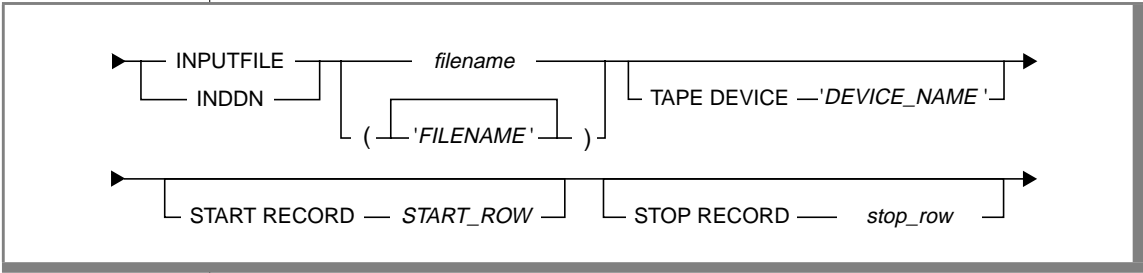 INPUTFILE filename
INDDN TAPE DEVICE 'DEVICE_NAME '
( 'FILENAME ' )
START RECORD START_ROW STOP RECORD stop_row